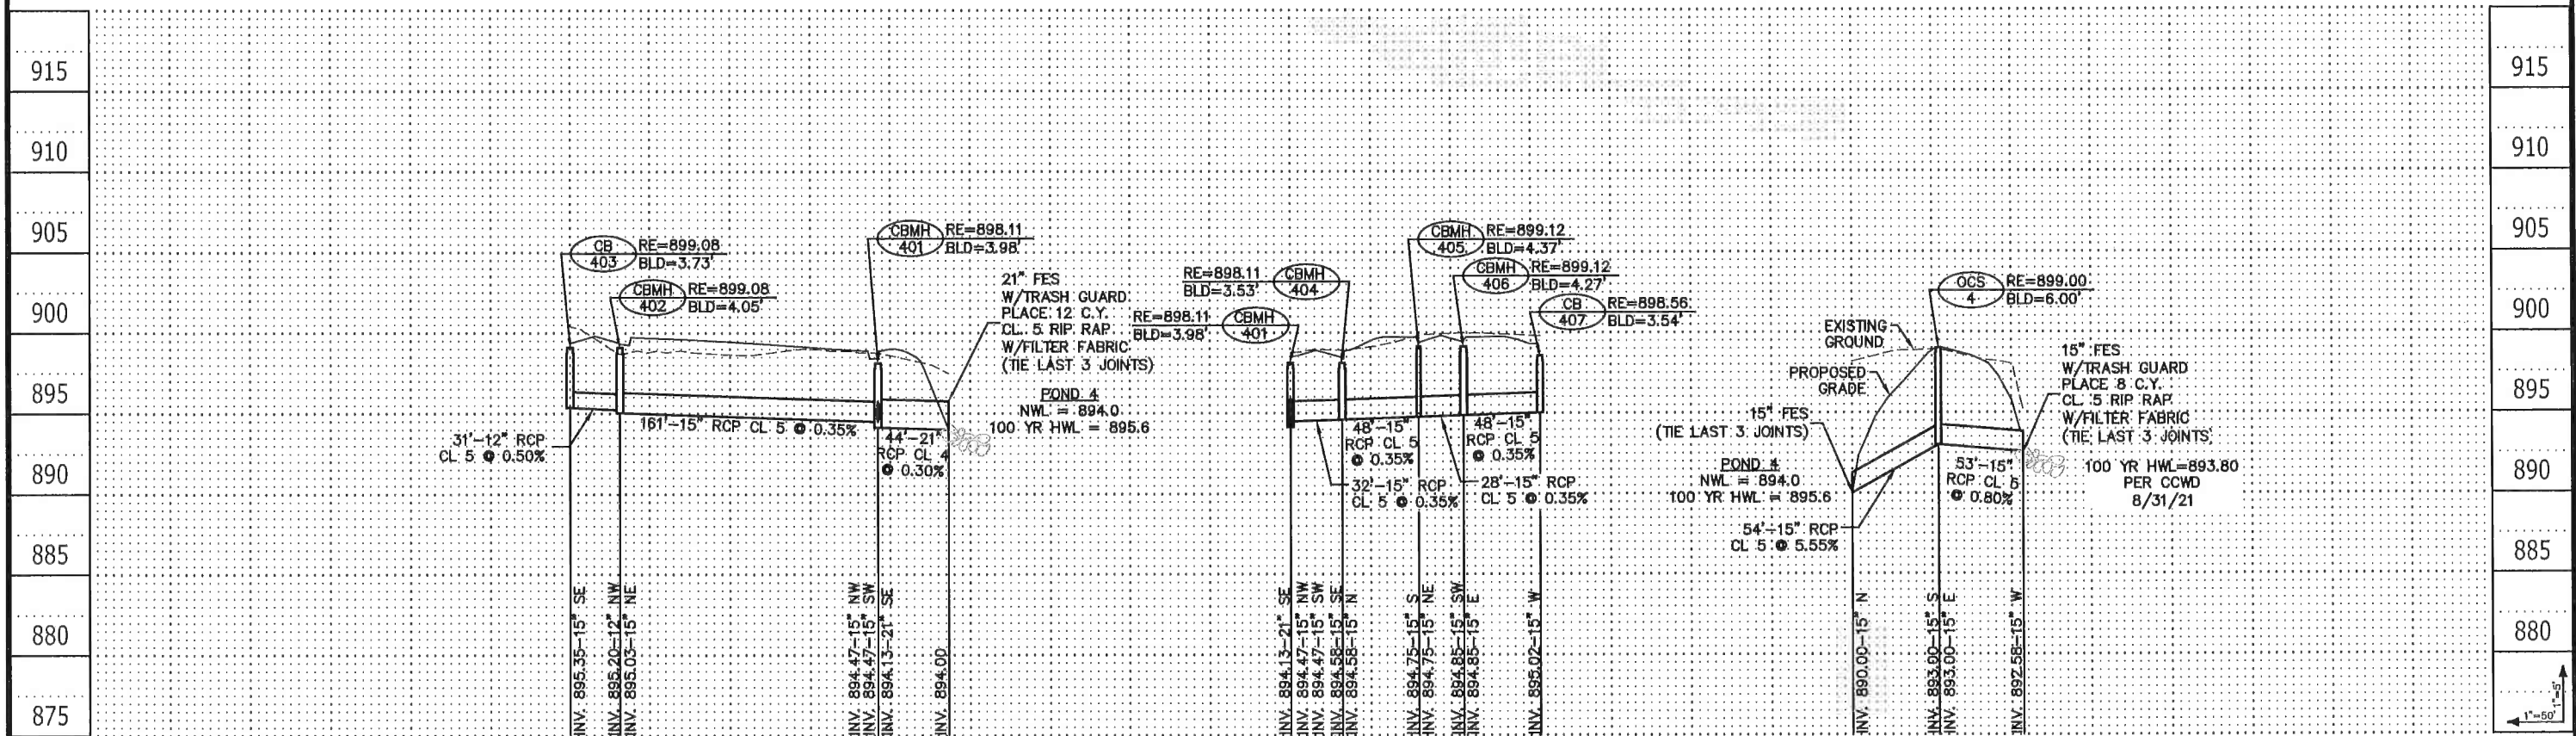 915
910
905
900
895
890
885
880
875
CB
403
RE=899.08
BLD=3.73'
CBMH
402
RE=899.08
BLD=4.05'
CBMH
401
RE=898.11
BLD=3.98'
21" FES
W/TRASH GUARD
PLACE 12 C.Y.
CL. 5 RIP RAP
W/FILTER FABRIC
(TIE LAST 3 JOINTS)
POND 4
NWL = 894.0
100 YR HWL = 895.6
31'-12" RCP
CL 5 @ 0.50%
161'-15" RCP CL 5 @ 0.35%
44'-21"
RCP CL 4
@ 0.30%
INV. 895.35-15" SE
INV. 895.20-12" NW
INV. 895.03-15" NE
INV. 894.47-15" NW
INV. 894.47-15" SW
INV. 894.13-21" SE
INV. 894.00
RE=898.11
BLD=3.53'
CBMH
404
RE=898.11
BLD=3.98'
CBMH
401
CBMH
405
RE=899.12
BLD=4.37'
CBMH
406
RE=899.12
BLD=4.27'
CB
407
RE=898.56
BLD=3.54'
48'-15"
RCP CL 5
@ 0.35%
48'-15"
RCP CL 5
@ 0.35%
32'-15" RCP
CL 5 @ 0.35%
28'-15" RCP
CL 5 @ 0.35%
INV. 894.13-21" SE
INV. 894.47-15" NW
INV. 894.47-15" SW
INV. 894.58-15" SE
INV. 894.58-15" N
INV. 894.75-15" S
INV. 894.75-15" NE
INV. 894.85-15" SW
INV. 894.85-15" E
INV. 895.02-15" W
OCS
4
RE=899.00
BLD=6.00'
EXISTING
GROUND
PROPOSED
GRADE
15" FES
(TIE LAST 3 JOINTS)
POND 4
NWL = 894.0
100 YR HWL = 895.6
54'-15" RCP
CL 5 @ 5.55%
53'-15"
RCP CL 5
@ 0.80%
15" FES
W/TRASH GUARD
PLACE 8 C.Y.
CL. 5 RIP RAP
W/FILTER FABRIC
(TIE LAST 3 JOINTS)
100 YR HWL=893.80
PER CCWD
8/31/21
INV. 890.00-15" N
INV. 893.00-15" S
INV. 893.00-15" E
INV. 892.58-15" W
915
910
905
900
895
890
885
880
1"=5'
1"=50'